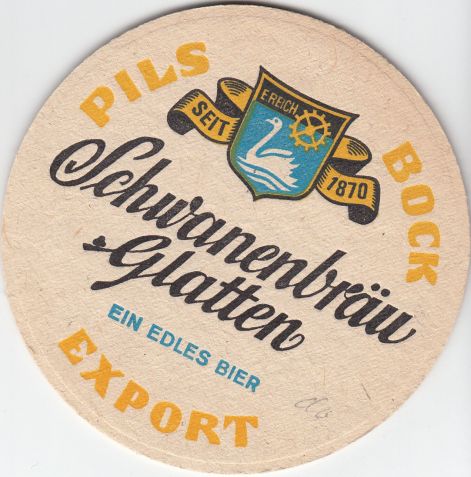 PILS
BOCK
E.REICH
SEIT
1870
Schwanenbräu
Glatten
EIN EDLES BIER
EXPORT